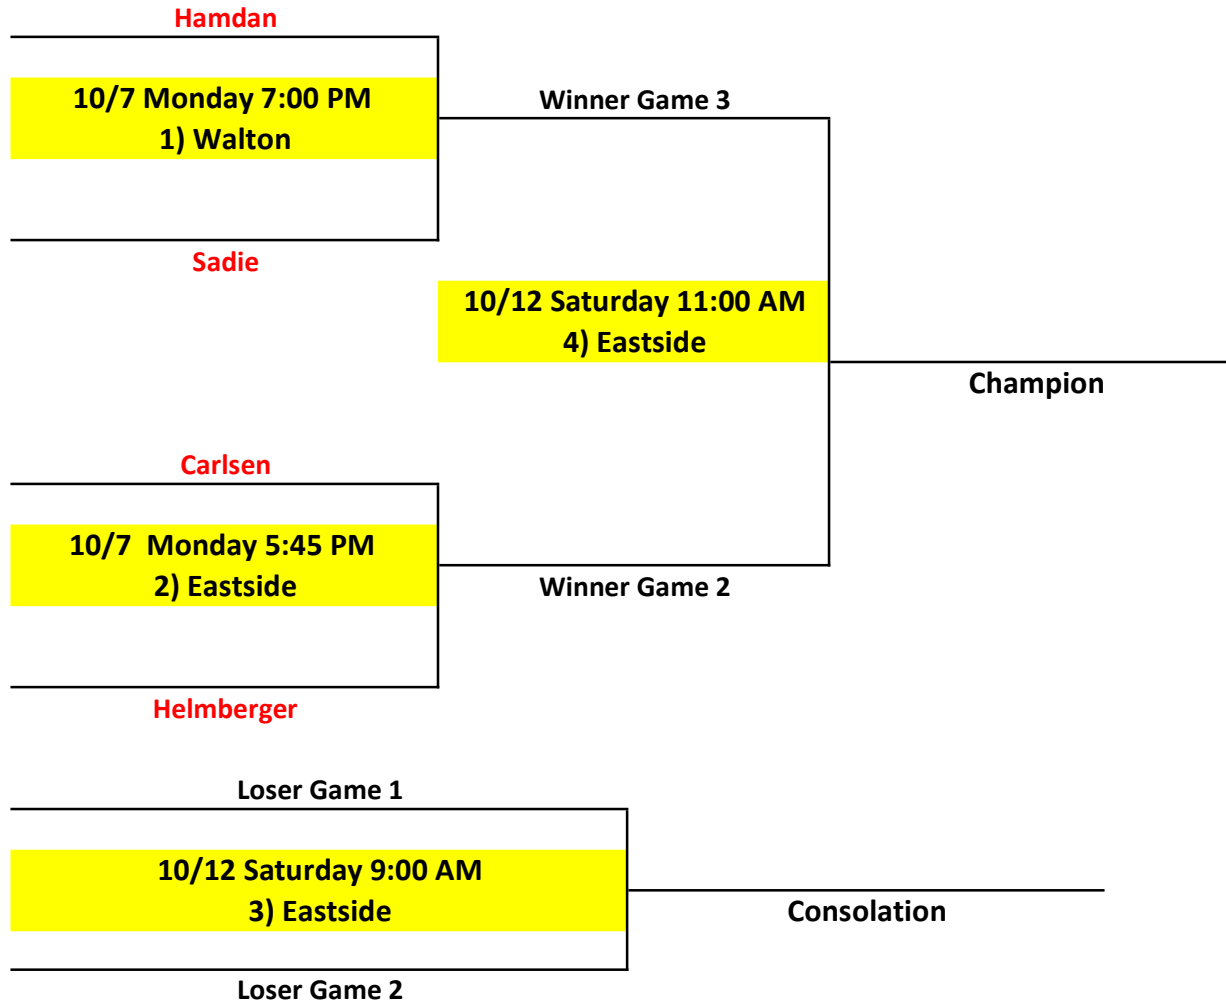 Hamdan
10/7 Monday 7:00 PM
1) Walton
Winner Game 3
Sadie
10/12 Saturday 11:00 AM
4) Eastside
Champion
Carlsen
10/7  Monday 5:45 PM
2) Eastside
Winner Game 2
Helmberger
Loser Game 1
10/12 Saturday 9:00 AM
3) Eastside
Consolation
Loser Game 2